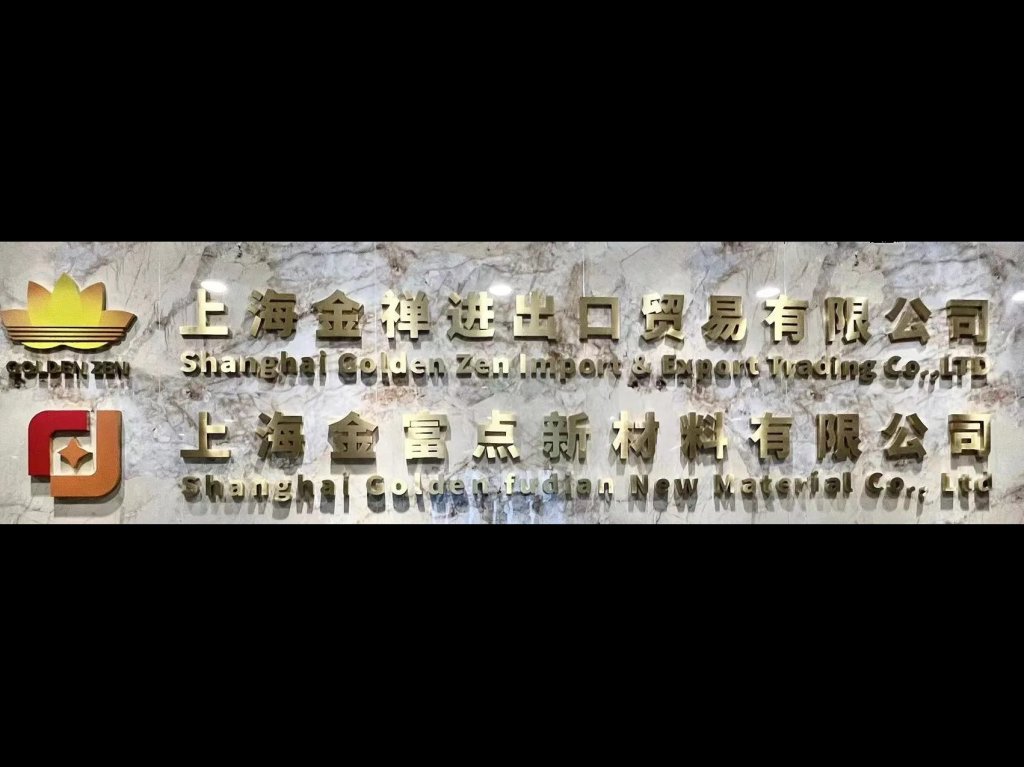 上海金禅进出口贸易有限公司
GOLDEN ZEN
Shanghai Golden Zen Import & Export Trading Co.,LTD
上海金富点新材料有限公司
Shanghai Golden fudian New Material Co., Ltd